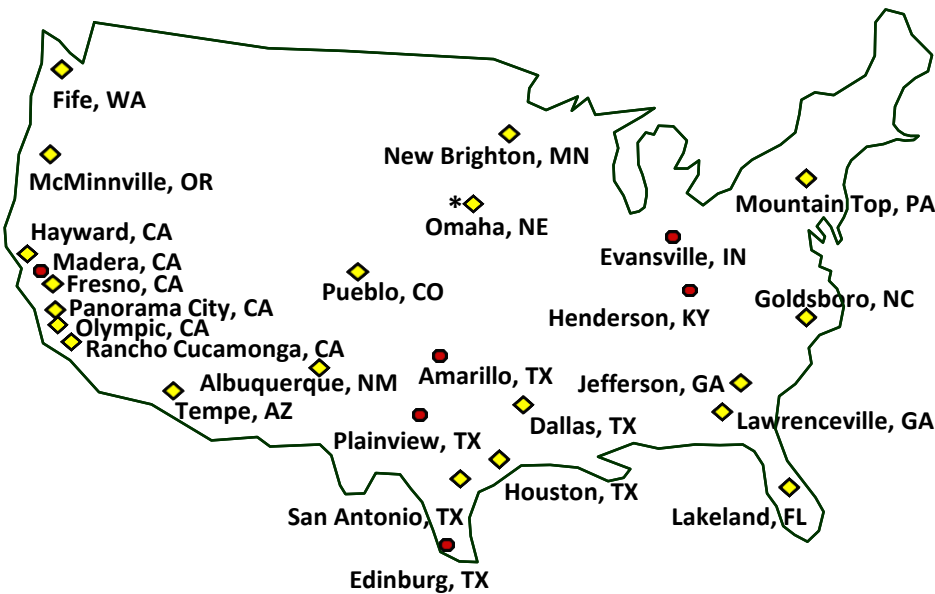 Fife, WA
New Brighton, MN
McMinnville, OR
Mountain Top, PA
*
Omaha, NE
Hayward, CA
Evansville, IN
Madera, CA
Fresno, CA
Pueblo, CO
Goldsboro, NC
Panorama City, CA
Henderson, KY
Olympic, CA
Rancho Cucamonga, CA
Amarillo, TX
Albuquerque, NM
Jefferson, GA
Tempe, AZ
Lawrenceville, GA
Dallas, TX
Plainview, TX
Houston, TX
San Antonio, TX
Lakeland, FL
Edinburg, TX